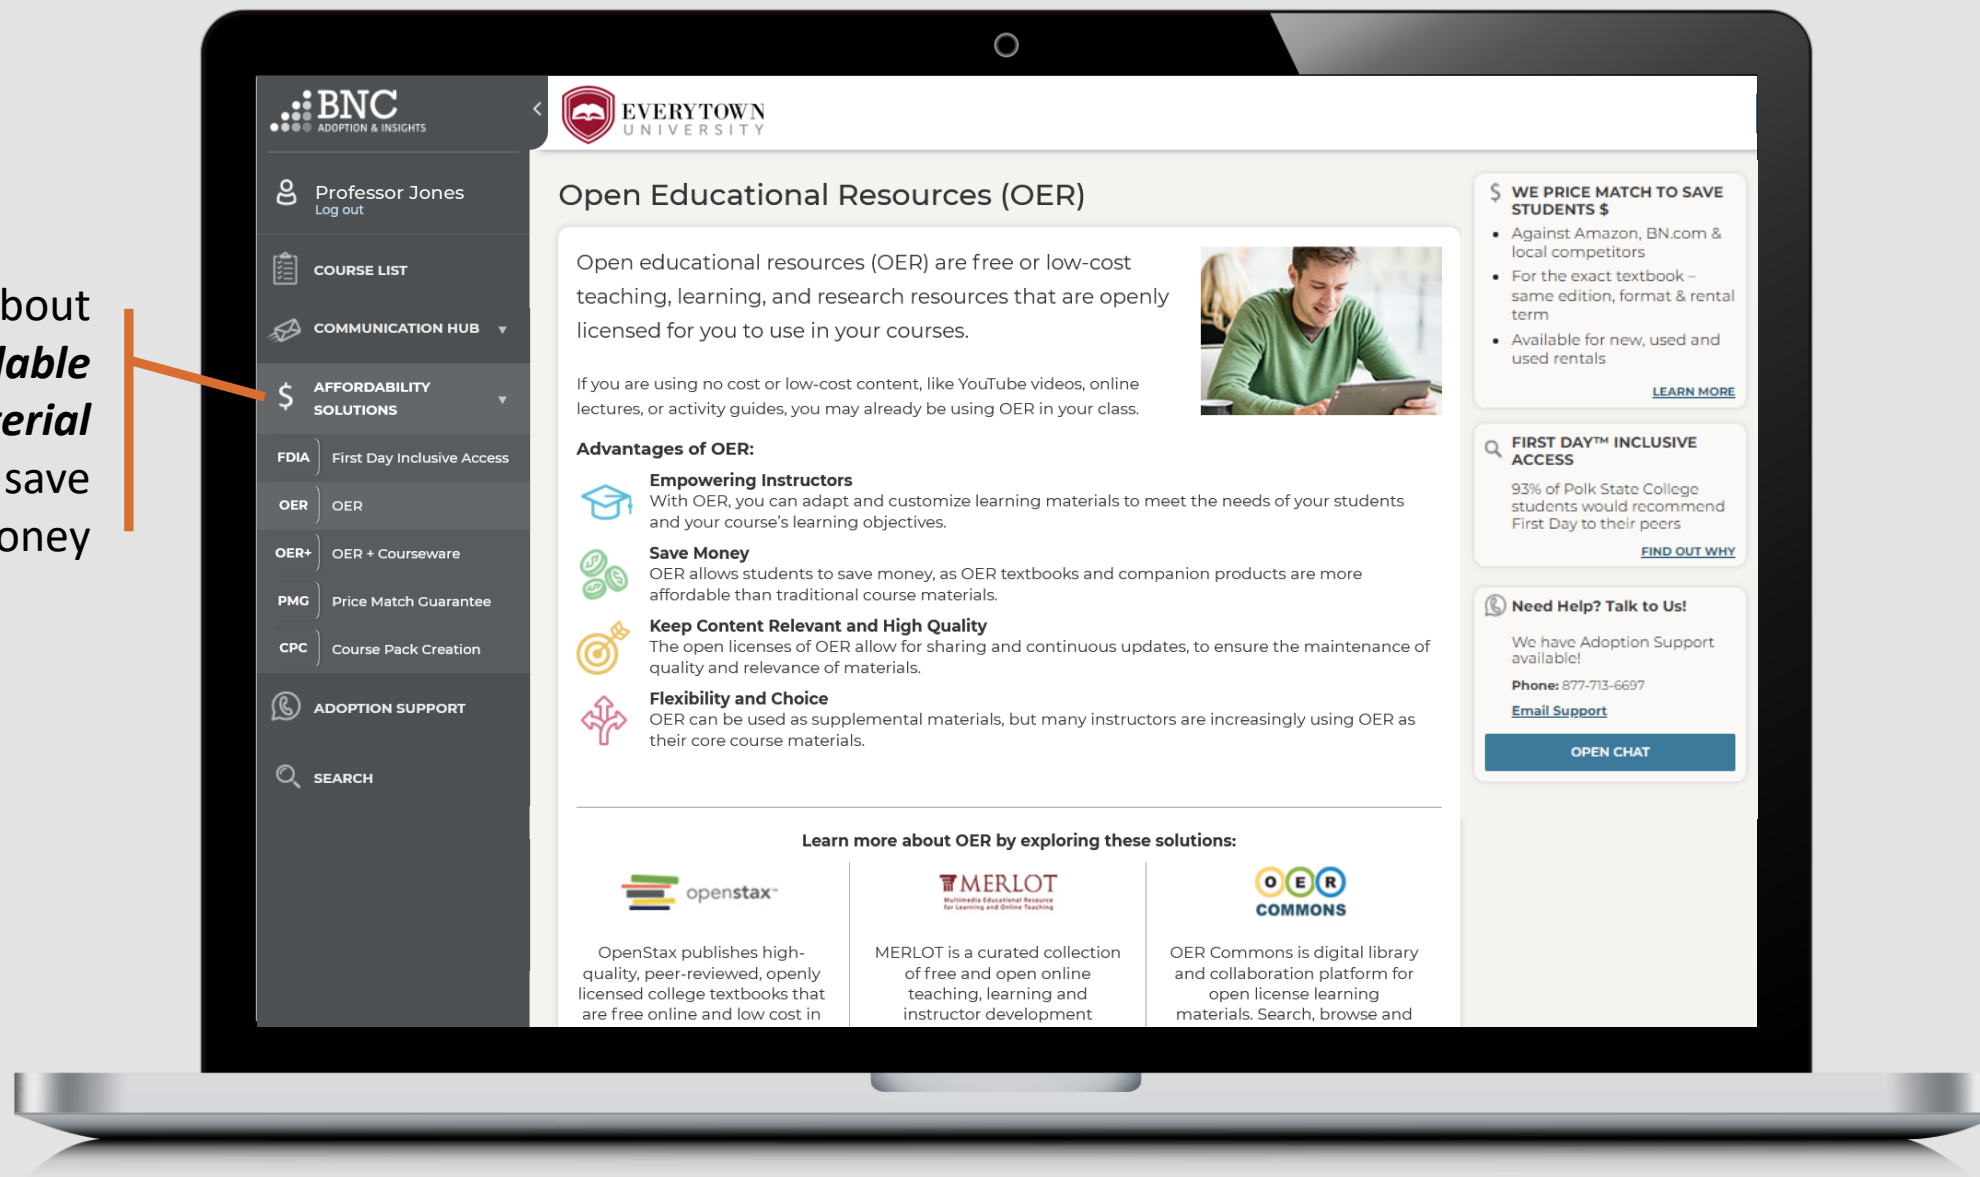 bout
lable
erial
save
oney
BNC
ADOPTION & INSIGHTS
Professor Jones
Log out
COURSE LIST
COMMUNICATION HUB
AFFORDABILITY
SOLUTIONS
FDIA First Day Inclusive Access
OER OER
OER+ OER + Courseware
PMG Price Match Guarantee
CPC Course Pack Creation
ADOPTION SUPPORT
SEARCH
EVERYTOWN
UNIVERSITY
Open Educational Resources (OER)
Open educational resources (OER) are free or low-cost
teaching, learning, and research resources that are openly
licensed for you to use in your courses.
If you are using no cost or low-cost content, like YouTube videos, online
lectures, or activity guides, you may already be using OER in your class.
Advantages of OER:
Empowering Instructors
With OER, you can adapt and customize learning materials to meet the needs of your students
and your course's learning objectives.
Save Money
OER allows students to save money, as OER textbooks and companion products are more
affordable than traditional course materials.
Keep Content Relevant and High Quality
The open licenses of OER allow for sharing and continuous updates, to ensure the maintenance of
quality and relevance of materials.
Flexibility and Choice
OER can be used as supplemental materials, but many instructors are increasingly using OER as
their core course materials.
Learn more about OER by exploring these solutions:
openstax™
OpenStax publishes high-
quality, peer-reviewed, openly
licensed college textbooks that
are free online and low cost in
MERLOT
Multimedia Educational Resource
for Learning and Online Teaching
MERLOT is a curated collection
of free and open online
teaching, learning and
instructor development
OER
COMMONS
OER Commons is digital library
and collaboration platform for
open license learning
materials. Search, browse and
WE PRICE MATCH TO SAVE
STUDENTS $
• Against Amazon, BN.com &
local competitors
• For the exact textbook –
same edition, format & rental
term
• Available for new, used and
used rentals
LEARN MORE
FIRST DAY™ INCLUSIVE
ACCESS
93% of Polk State College
students would recommend
First Day to their peers
FIND OUT WHY
Need Help? Talk to Us!
We have Adoption Support
available!
Phone: 877-713-6697
Email Support
OPEN CHAT